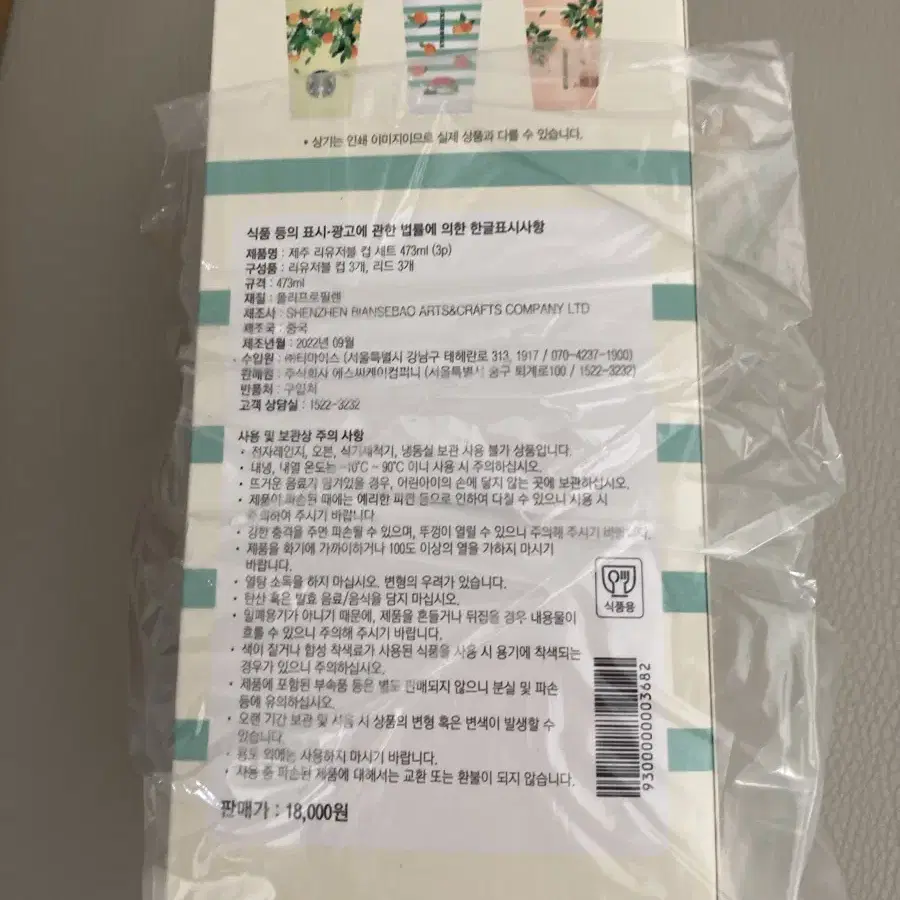 * 상기는 인쇄 이미지이므로 실제 상품과 다를 수 있습니다.
식품 등의 표시·광고에 관한 법률에 의한 한글표시사항
제품명 : 제주 리유저블 컵 세트 473ml (3p)
구성품 : 리유저블 컵 3개, 리드 3개
규격 : 473ml
재질 : 폴리프로필렌
제조사 : SHENZHEN BIANSEBAO ARTS&CRAFTS COMPANY LTD
제조국 : 중국
제조년월 : 2022년 09월
수입원 : ㈜티마이스 (서울특별시 강남구 테헤란로 313, 1917 / 070-4237-1900)
판매원 : 주식회사 에스씨케이컴퍼니 (서울특별시 중구 퇴계로100 / 1522-3232)
반품처 : 구입처
고객 상담실 : 1522-3232
사용 및 보관상 주의 사항
• 전자레인지, 오븐, 식기세척기, 냉동실 보관 사용 불가 상품입니다.
• 내냉, 내열 온도는 -10℃ ~ 90℃ 이니 사용 시 주의하십시오.
• 뜨거운 음료가 담겨있을 경우, 어린아이의 손에 닿지 않는 곳에 보관하십시오.
• 제품이 파손된 때에는 예리한 파편 등으로 인하여 다칠 수 있으니 사용 시
주의하여 주시기 바랍니다
• 강한 충격을 주면 파손될 수 있으며, 뚜껑이 열릴 수 있으니 주의해 주시기 바랍니다.
• 제품을 화기에 가까이하거나 100도 이상의 열을 가하지 마시기
바랍니다.
• 열탕 소독을 하지 마십시오. 변형의 우려가 있습니다.
• 탄산 혹은 발효 음료/음식을 담지 마십시오.
• 밀폐용기가 아니기 때문에, 제품을 흔들거나 뒤집을 경우 내용물이
흐를 수 있으니 주의해 주시기 바랍니다.
• 색이 짙거나 합성 착색료가 사용된 식품을 사용 시 용기에 착색되는
경우가 있으니 주의하십시오.
• 제품에 포함된 부속품 등은 별도 판매되지 않으니 분실 및 파손
등에 유의하십시오.
• 오랜 기간 보관 및 사용 시 상품의 변형 혹은 변색이 발생할 수
있습니다.
• 용도 외에는 사용하지 마시기 바랍니다.
• 사용 중 파손된 제품에 대해서는 교환 또는 환불이 되지 않습니다.
식품용
9300000003682
판매가 : 18,000원